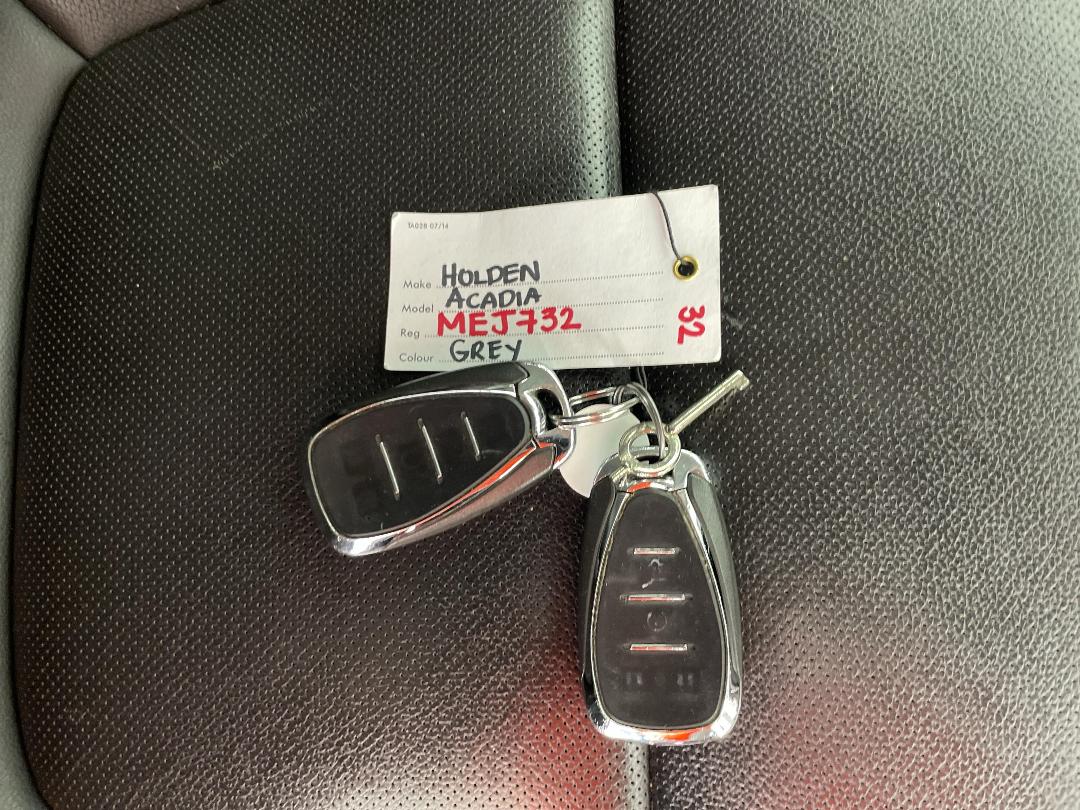 TA028 07/14
Make HOLDEN
Model ACADIA
Reg MEJ732
Colour GREY
32